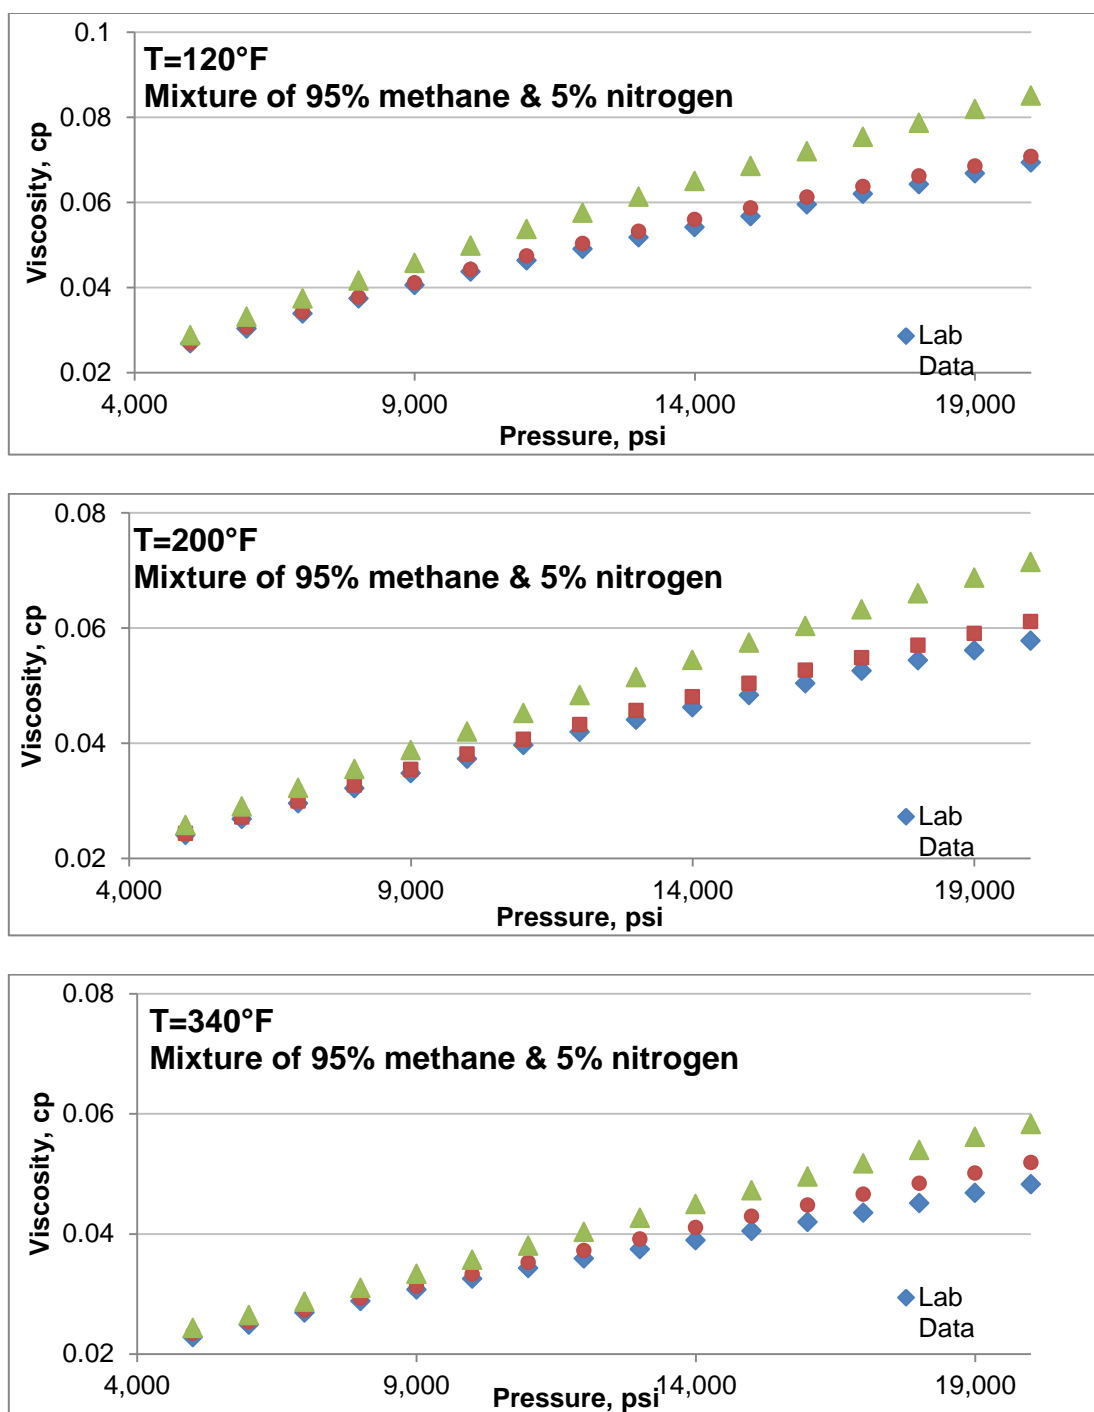 0.1
T=120°F
Mixture of 95% methane & 5% nitrogen
0.08
0.06
0.04
0.02
Viscosity, cp
Lab
Data
4,000
9,000
14,000
19,000
Pressure, psi
0.08
T=200°F
Mixture of 95% methane & 5% nitrogen
0.06
0.04
0.02
Viscosity, cp
Lab
Data
4,000
9,000
14,000
19,000
Pressure, psi
0.08
T=340°F
Mixture of 95% methane & 5% nitrogen
0.06
0.04
0.02
Viscosity, cp
Lab
Data
4,000
9,000
14,000
19,000
Pressure, psi